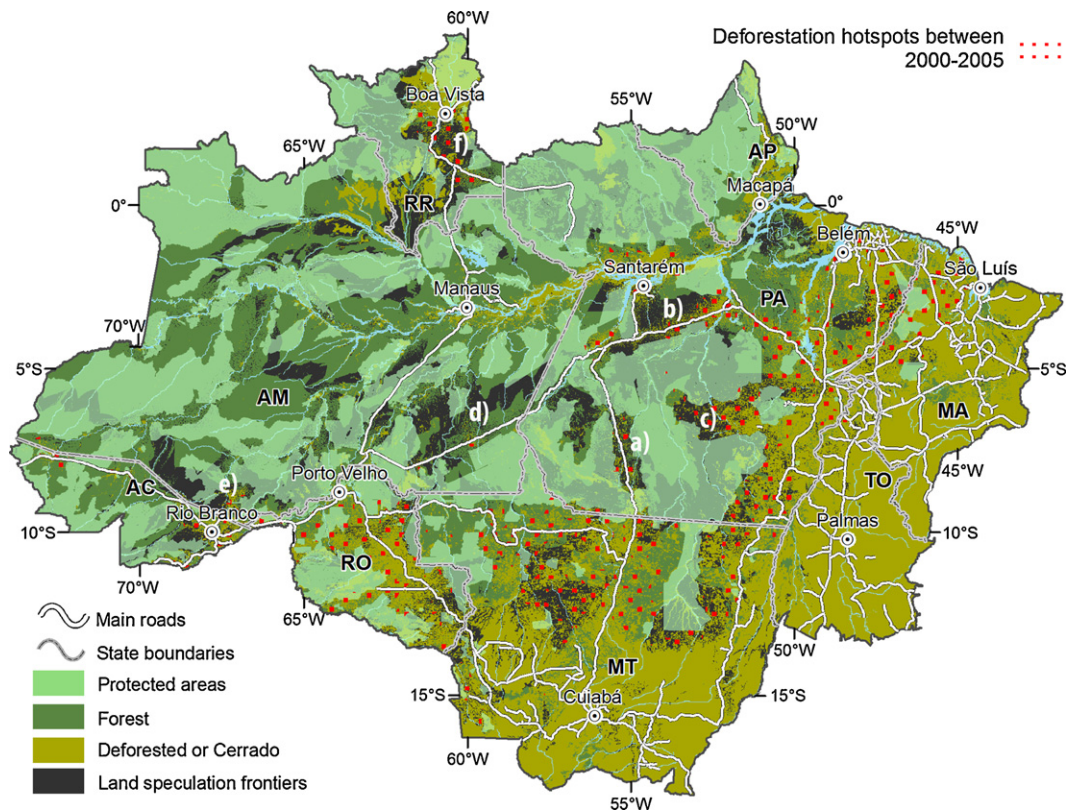 60°W
Deforestation hotspots between
2000-2005
Boa Vista
55°W
50°W
65°W
f)
AP
Macapá
0°
RR
0°
Belém
45°W
Santarém
São Luís
Manaus
b)
PA
70°W
5°S
5°S
AM
d)
c)
MA
a)
AC
e)
Porto Velho
45°W
TO
Rio Branco
10°S
Palmas
10°S
RO
70°W
Main roads
65°W
State boundaries
50°W
MT
Protected areas
15°S
Cuiabá
15°S
Forest
60°W
Deforested or Cerrado
Land speculation frontiers
55°W